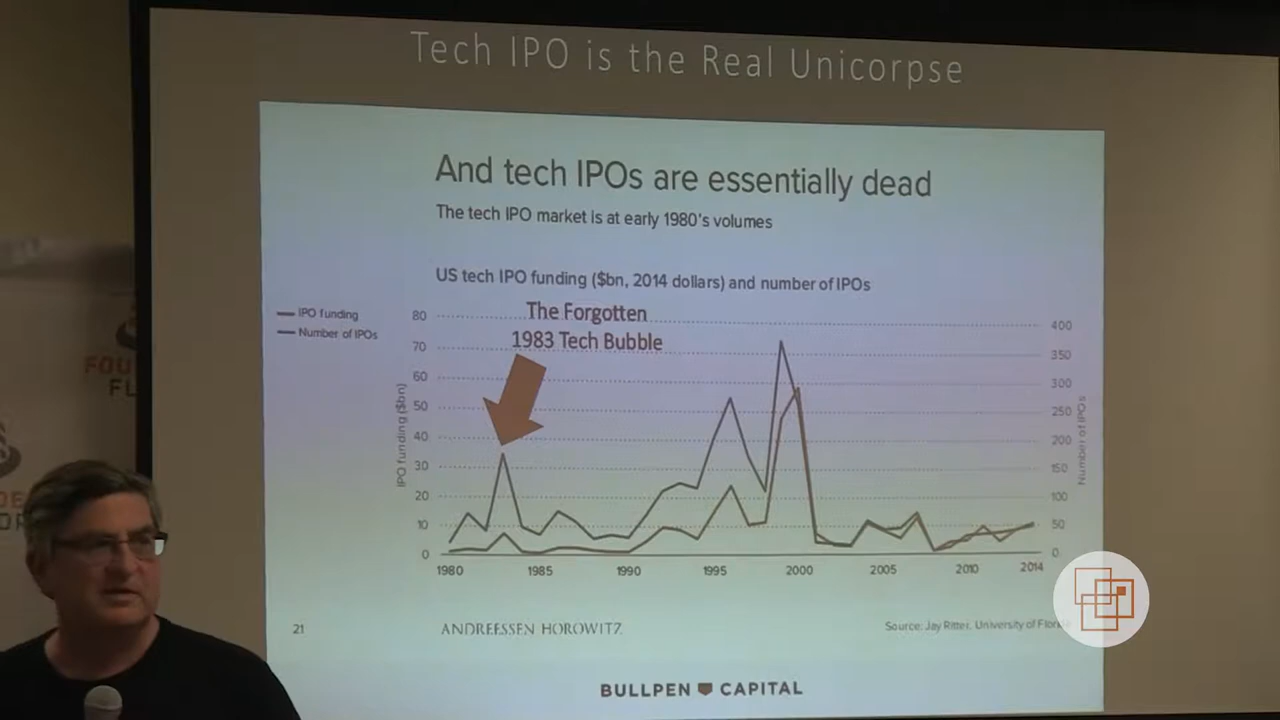 Tech IPO is the Real Unicorpse
And tech IPOs are essentially dead
The tech IPO market is at early 1980's volumes
US tech IPO funding ($bn, 2014 dollars) and number of IPOs
IPO funding
Number of IPOs
The Forgotten
1983 Tech Bubble
IPO funding ($bn)
80
70
60
50
40
30
20
10
0
400
350
300
250
200
150
100
50
0
Number of IPOs
1980 1985 1990 1995 2000 2005 2010 2014
21
ANDREESSEN HOROWITZ
Source: Jay Ritter, University of
BULLPEN CAPITAL
FOU
FL